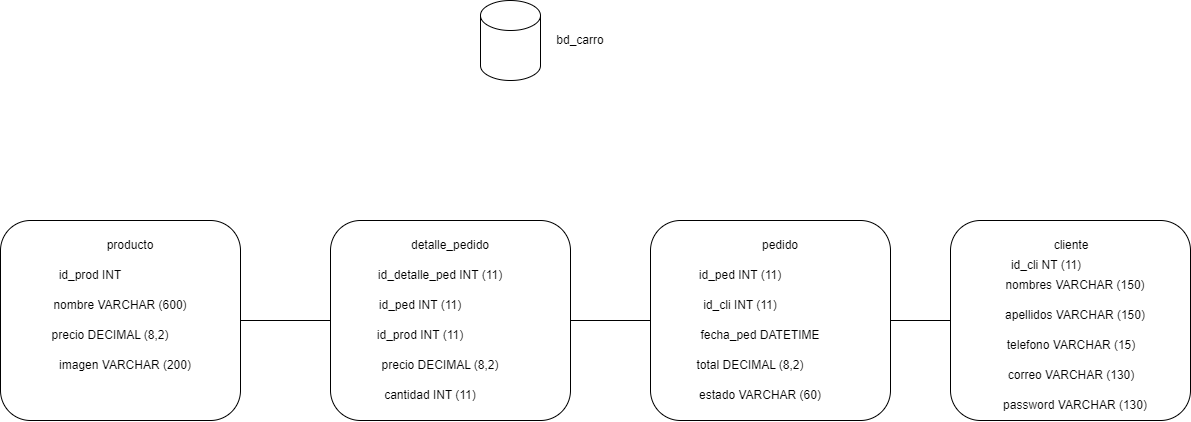 bd_carro
producto
id_prod INT
nombre VARCHAR (600)
precio DECIMAL (8,2)
imagen VARCHAR (200)
detalle_pedido
id_detalle_ped INT (11)
id_ped INT (11)
id_prod INT (11)
precio DECIMAL (8,2)
cantidad INT (11)
pedido
id_ped INT (11)
id_cli INT (11)
fecha_ped DATETIME
total DECIMAL (8,2)
estado VARCHAR (60)
cliente
id_cli NT (11)
nombres VARCHAR (150)
apellidos VARCHAR (150)
telefono VARCHAR (15)
correo VARCHAR (130)
password VARCHAR (130)